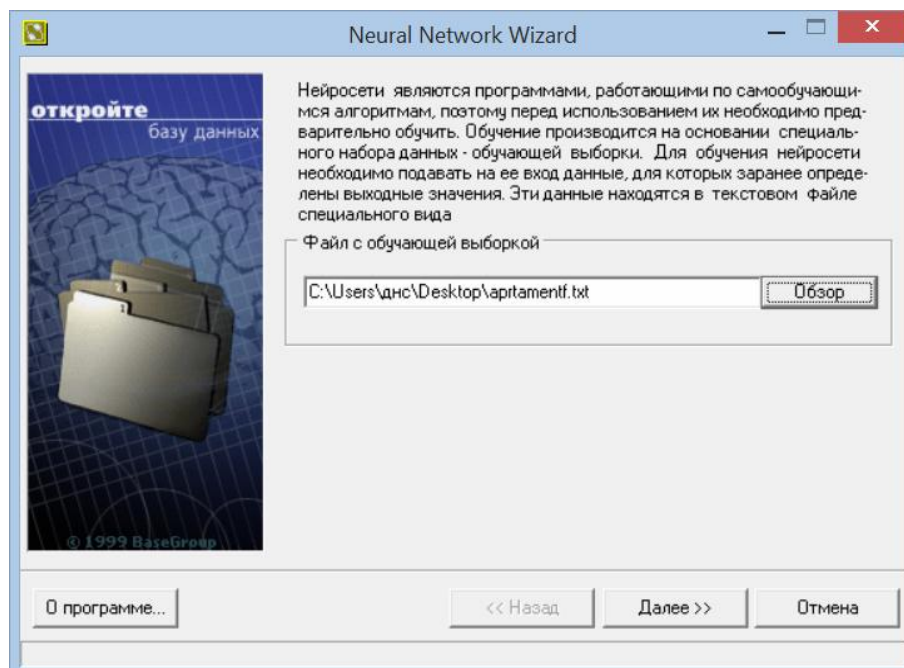 Neural Network Wizard
откройте
базу данных
Нейросети являются программами, работающими по самообучающи-
мся алгоритмам, поэтому перед использованием их необходимо пред-
варительно обучить. Обучение производится на основании специаль-
ного набора данных - обучающей выборки. Для обучения нейросети
необходимо подавать на ее вход данные, для которых заранее опреде-
лены выходные значения. Эти данные находятся в текстовом файле
специального вида
Файл с обучающей выборкой
C:\Users\днс\Desktop\aprtamentf.txt
Обзор
© 1999 BaseGroup
О программе...
<< Назад
Далее >>
Отмена